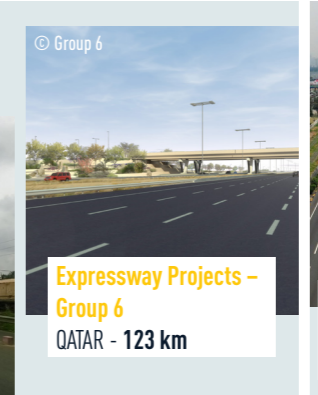 © Group 6
Expressway Projects –
Group 6
QATAR - 123 km